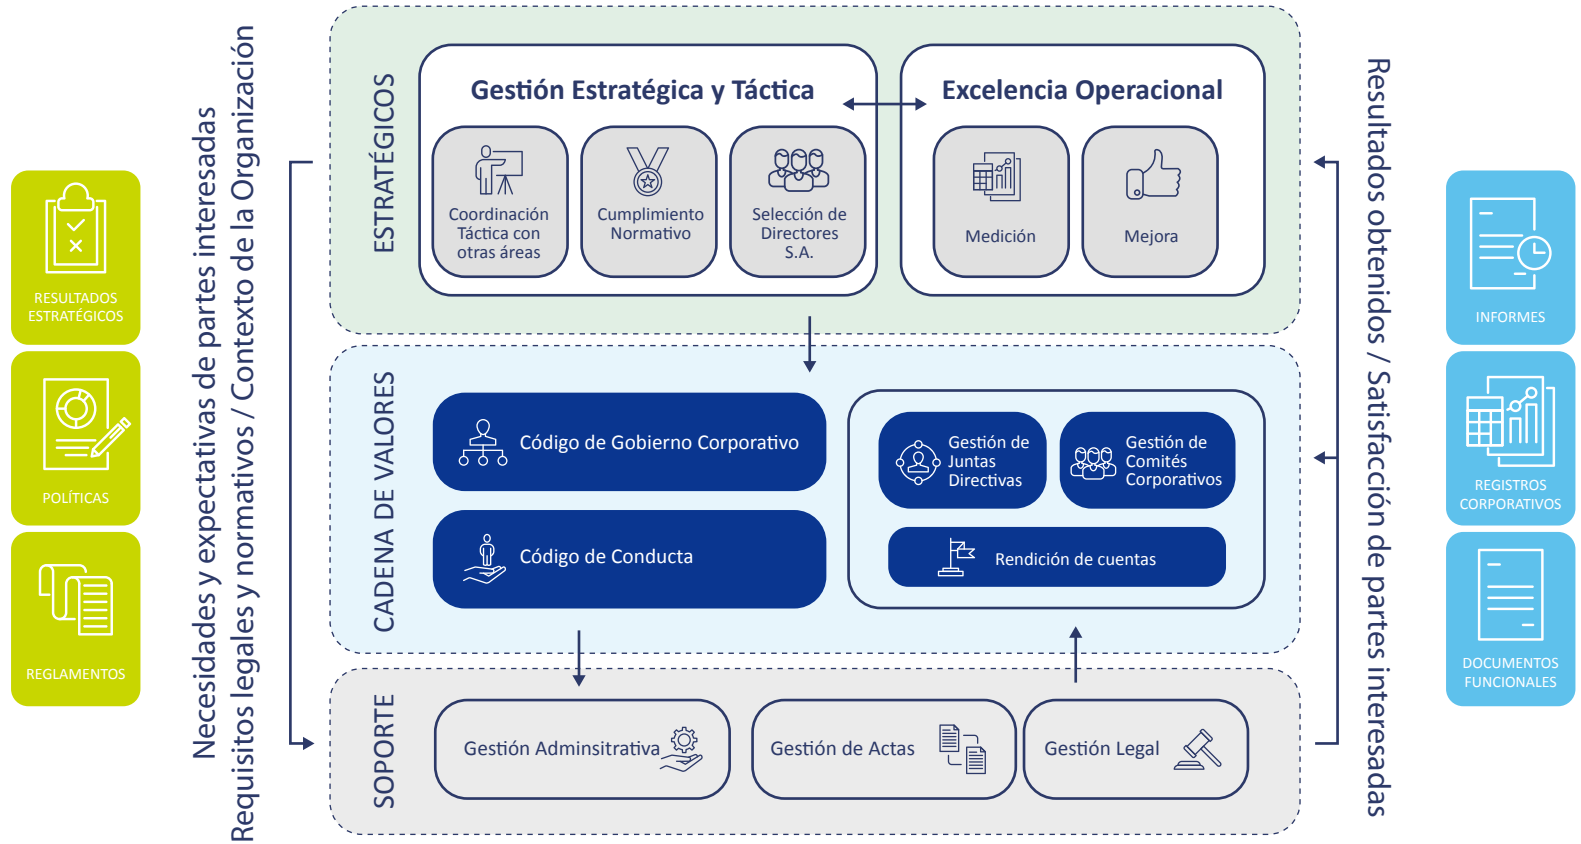 RESULTADOS
ESTRATÉGICOS
POLÍTICAS
REGLAMENTOS
Necesidades y expectativas de partes interesadas
Requisitos legales y normativos / Contexto de la Organización
ESTRATÉGICOS
Gestión Estratégica y Táctica
Coordinación
Táctica con
otras áreas
Cumplimiento
Normativo
Selección de
Directores
S.A.
Excelencia Operacional
Medición
Mejora
CADENA DE VALORES
Código de Gobierno Corporativo
Código de Conducta
Gestión de
Juntas
Directivas
Gestión de
Comités
Corporativos
Rendición de cuentas
SOPORTE
Gestión Adminsitrativa
Gestión de Actas
Gestión Legal
Resultados obtenidos / Satisfacción de partes interesadas
INFORMES
REGISTROS
CORPORATIVOS
DOCUMENTOS
FUNCIONALES